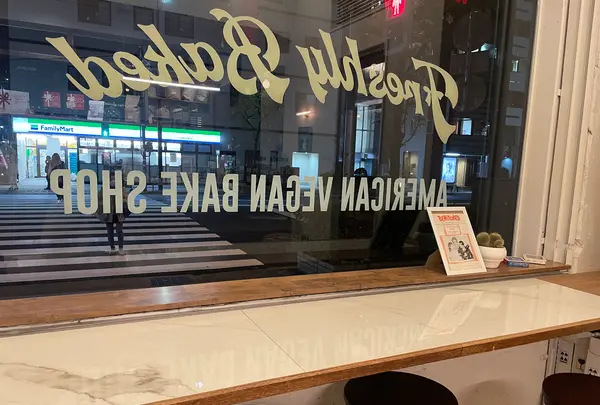 Freshly Baked
AMERICAN VEGAN BAKE SHOP
FamilyMart